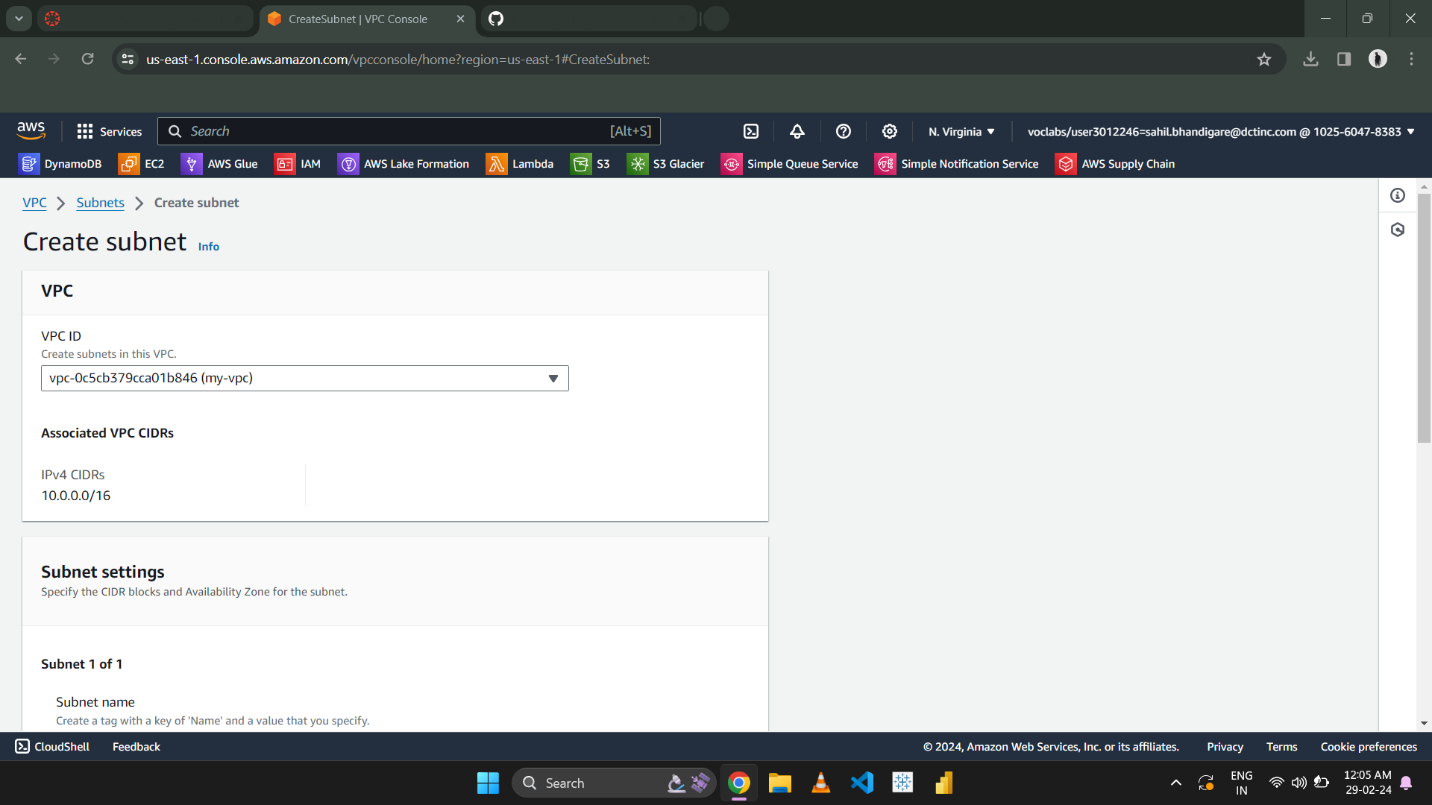 CreateSubnet | VPC Console
us-east-1.console.aws.amazon.com/vpcconsole/home?region=us-east-1#CreateSubnet:
aws
Services
Search
[Alt+S]
N. Virginia
voclabs/user3012246=sahil.bhandigare@dctinc.com @ 1025-6047-8383
DynamoDB
EC2
AWS Glue
IAM
AWS Lake Formation
Lambda
S3
S3 Glacier
Simple Queue Service
Simple Notification Service
AWS Supply Chain
VPC
Subnets
Create subnet
Create subnet Info
VPC
VPC ID
Create subnets in this VPC.
vpc-0c5cb379cca01b846 (my-vpc)
Associated VPC CIDRs
IPv4 CIDRs
10.0.0.0/16
Subnet settings
Specify the CIDR blocks and Availability Zone for the subnet.
Subnet 1 of 1
Subnet name
Create a tag with a key of 'Name' and a value that you specify.
CloudShell
Feedback
© 2024, Amazon Web Services, Inc. or its affiliates.
Privacy
Terms
Cookie preferences
Search
ENG
IN
12:05 AM
29-02-24